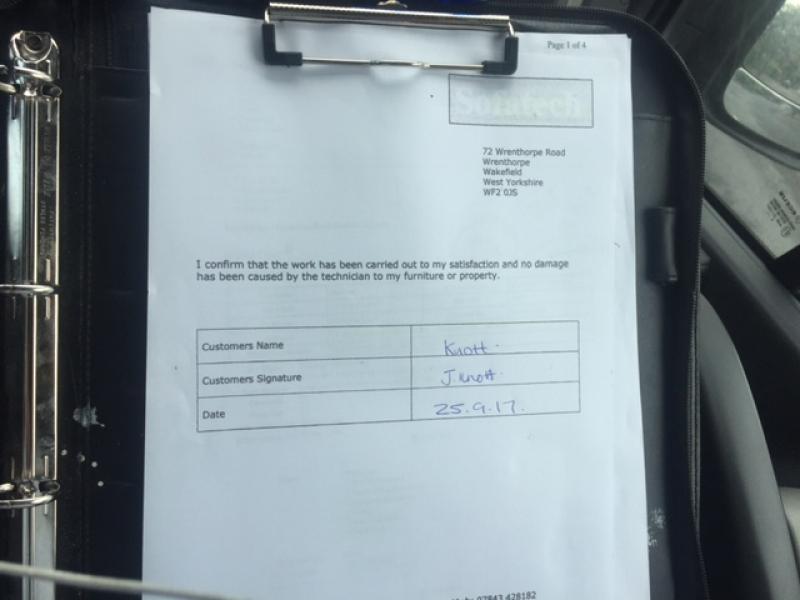 Page 1 of 4
Sofatech
72 Wrenthorpe Road
Wrenthorpe
Wakefield
West Yorkshire
WF2 0JS
I confirm that the work has been carried out to my satisfaction and no damage
has been caused by the technician to my furniture or property.
Customers Name Knott.
Customers Signature J. Knott.
Date 25.9.17.
07843 428182